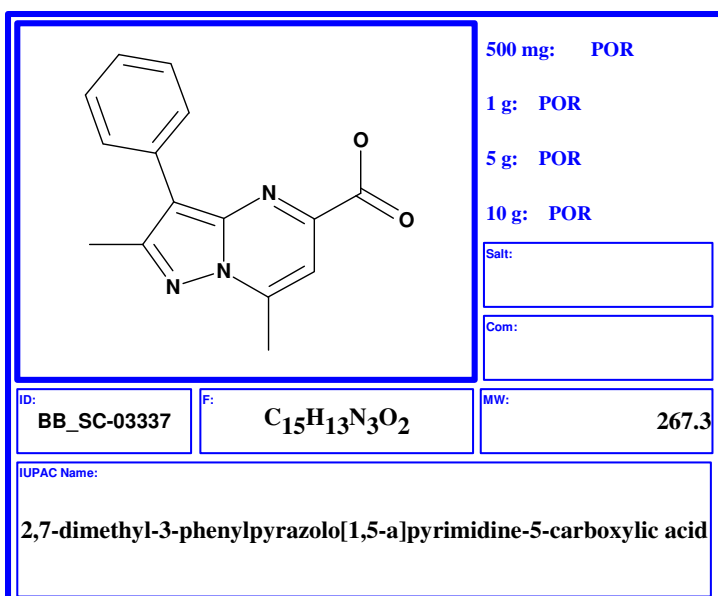 500 mg: POR
1 g: POR
5 g: POR
10 g: POR
O
N
O
N
N
Salt:
Com:
ID:
BB_SC-03337
F:
C15H13N3O2
MW:
267.3
IUPAC Name:
2,7-dimethyl-3-phenylpyrazolo[1,5-a]pyrimidine-5-carboxylic acid